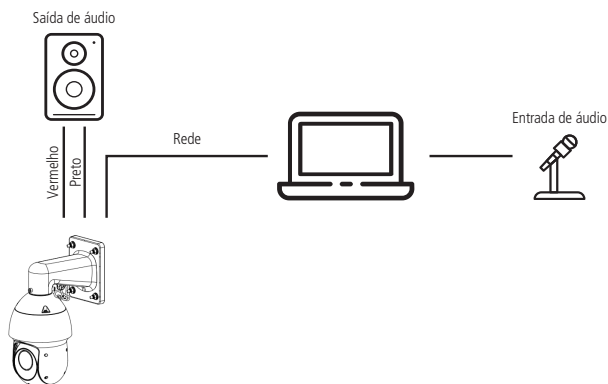 Saída de áudio
Rede
Entrada de áudio
Vermelho
Preto